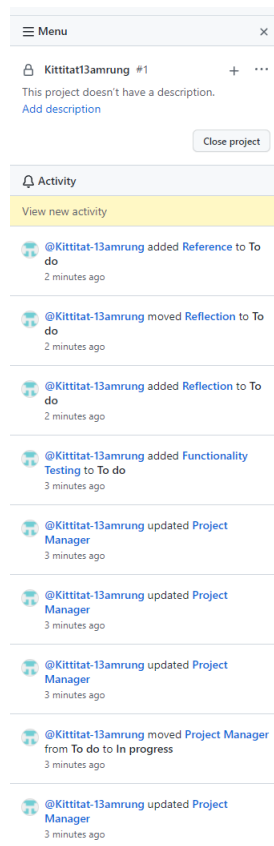 Menu ×
Kittitat13amrung #1 + ...
This project doesn't have a description.
Add description
Close project
Activity
View new activity
@Kittitat-13amrung added Reference to To
do
2 minutes ago
@Kittitat-13amrung moved Reflection to To
do
2 minutes ago
@Kittitat-13amrung added Reflection to To
do
2 minutes ago
@Kittitat-13amrung added Functionality
Testing to To do
3 minutes ago
@Kittitat-13amrung updated Project
Manager
3 minutes ago
@Kittitat-13amrung updated Project
Manager
3 minutes ago
@Kittitat-13amrung updated Project
Manager
3 minutes ago
@Kittitat-13amrung moved Project Manager
from To do to In progress
3 minutes ago
@Kittitat-13amrung updated Project
Manager
3 minutes ago